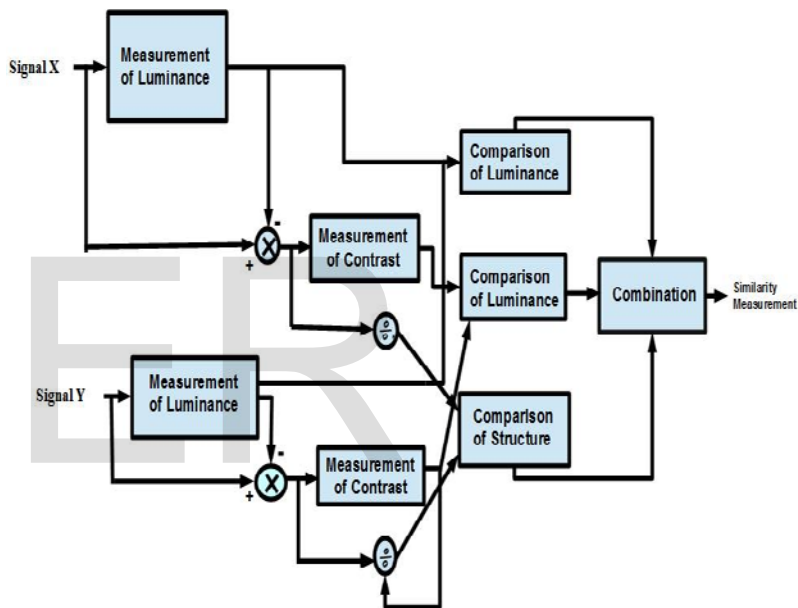 Signal X
Measurement
of Luminance
Comparison
of Luminance
-
X
+
Measurement
of Contrast
Comparison
of Luminance
Combination
Similarity
Measurement
%
ER
Signal Y
Measurement
of Luminance
Comparison
of Structure
-
X
+
Measurement
of Contrast
%